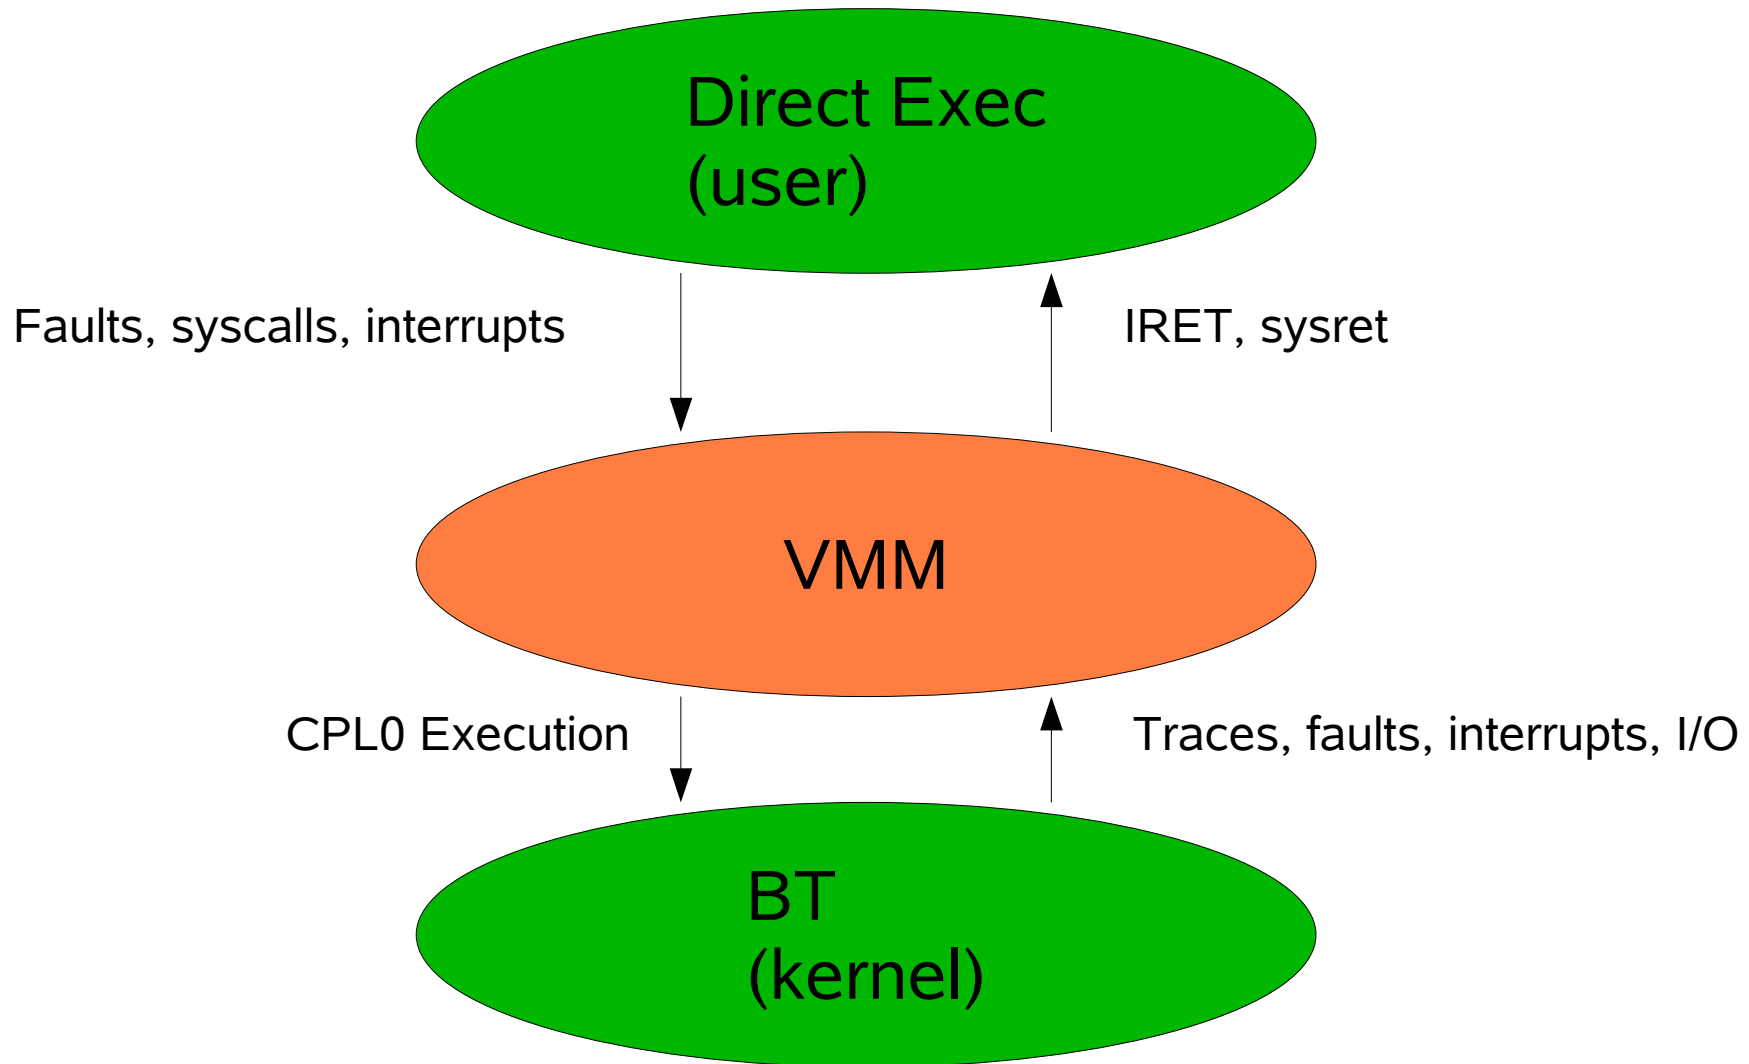 Direct Exec
(user)
Faults, syscalls, interrupts
IRET, sysret
VMM
CPL0 Execution
Traces, faults, interrupts, I/O
BT
(kernel)